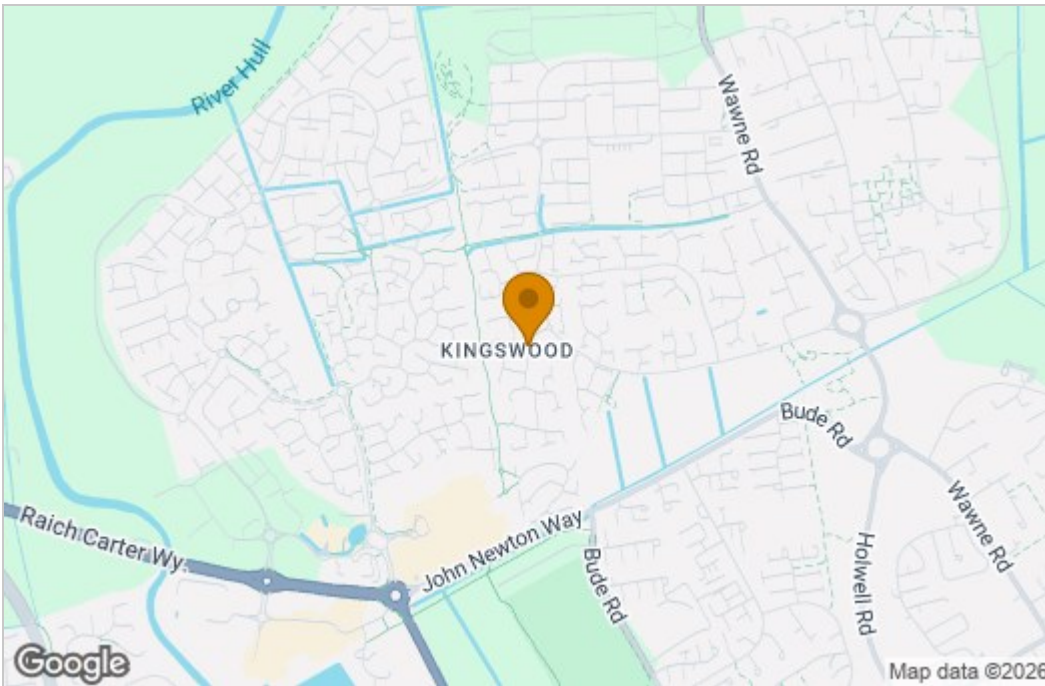 River Hull
Wawne Rd
KINGSWOOD
Bude Rd
Raich Carter Wy.
John Newton Way
Bude Rd
Holwell Rd
Wawne Rd
Google
Map data ©2026